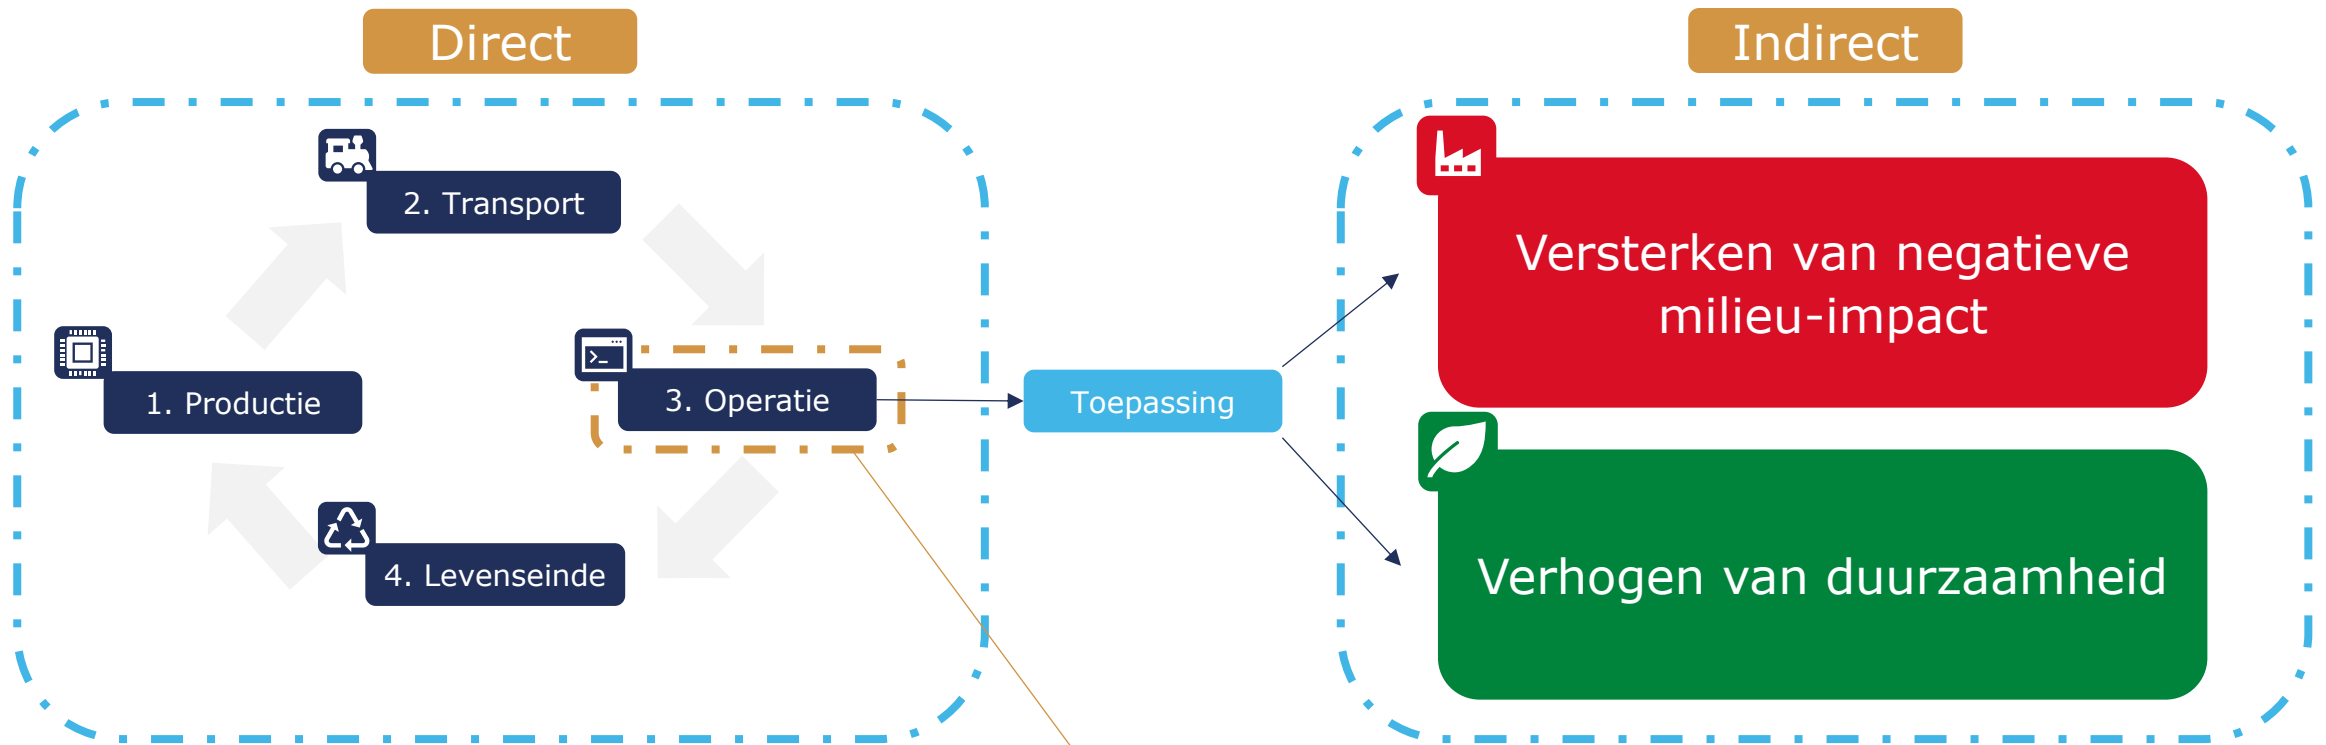 Direct
Indirect
2. Transport
1. Productie
3. Operatie
4. Levenseinde
Toepassing
Versterken van negatieve
milieu-impact
Verhogen van duurzaamheid